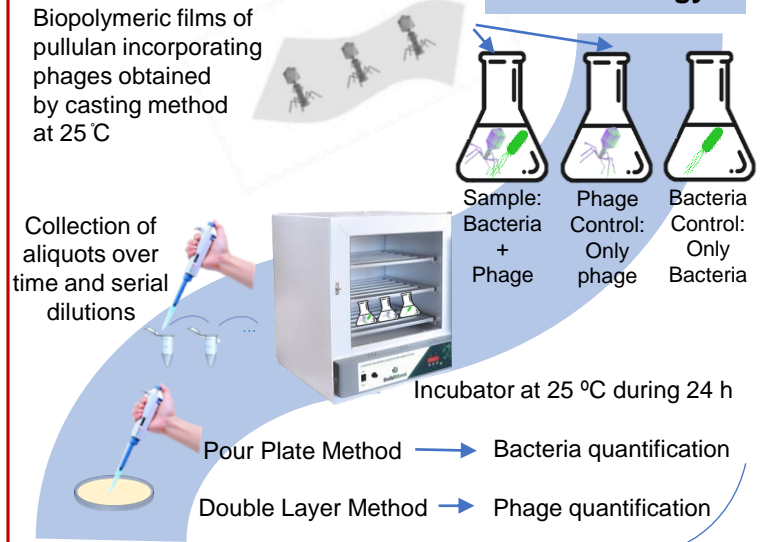 Biopolymeric films of
pullulan incorporating
phages obtained
by casting method
at 25 ℃
Sample:
Bacteria
+
Phage
Phage
Control:
Only
phage
Bacteria
Control:
Only
Bacteria
Collection of
aliquots over
time and serial
dilutions
...
Incubator at 25 ºC during 24 h
Pour Plate Method
Bacteria quantification
Double Layer Method
Phage quantification